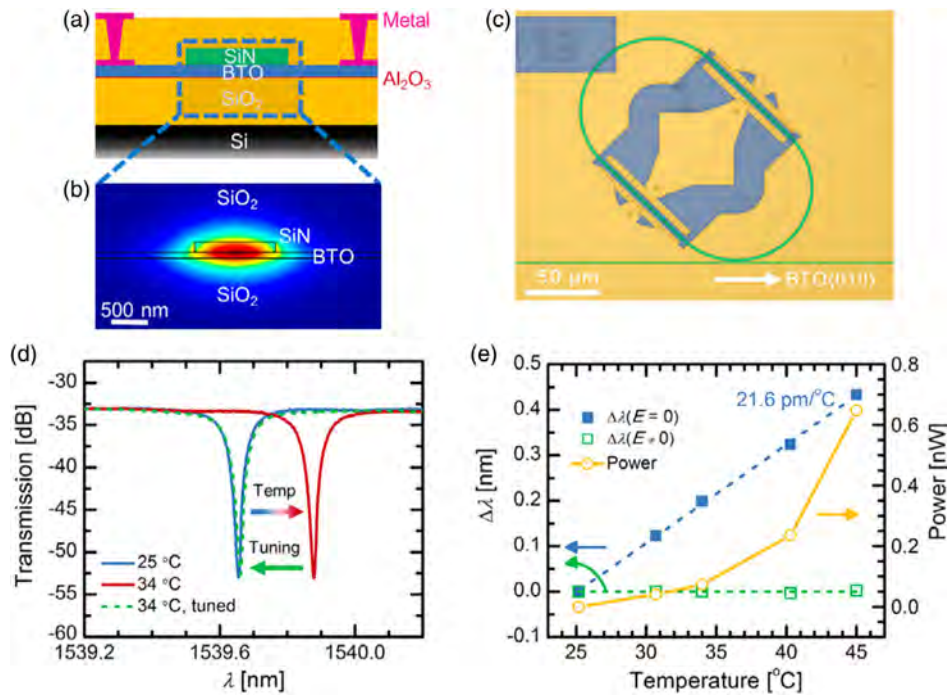 (a)
Metal
SiN
BTO
Al2O3
SiO2
Si
(b)
SiO2
SiN
BTO
SiO2
500 nm
(c)
50 μm
BTO(010)
(d)
Transmission [dB]
-30
-35
-40
-45
-50
-55
-60
Temp
Tuning
25 °C
34 °C
34 °C, tuned
1539.2
1539.6
1540.0
λ [nm]
(e)
Δλ [nm]
0.5
0.4
0.3
0.2
0.1
0.0
-0.1
21.6 pm/°C
Δλ(E = 0)
Δλ(E ≠ 0)
Power
0.8
0.6
0.4
0.2
0.0
Power [nW]
25
30
35
40
45
Temperature [°C]